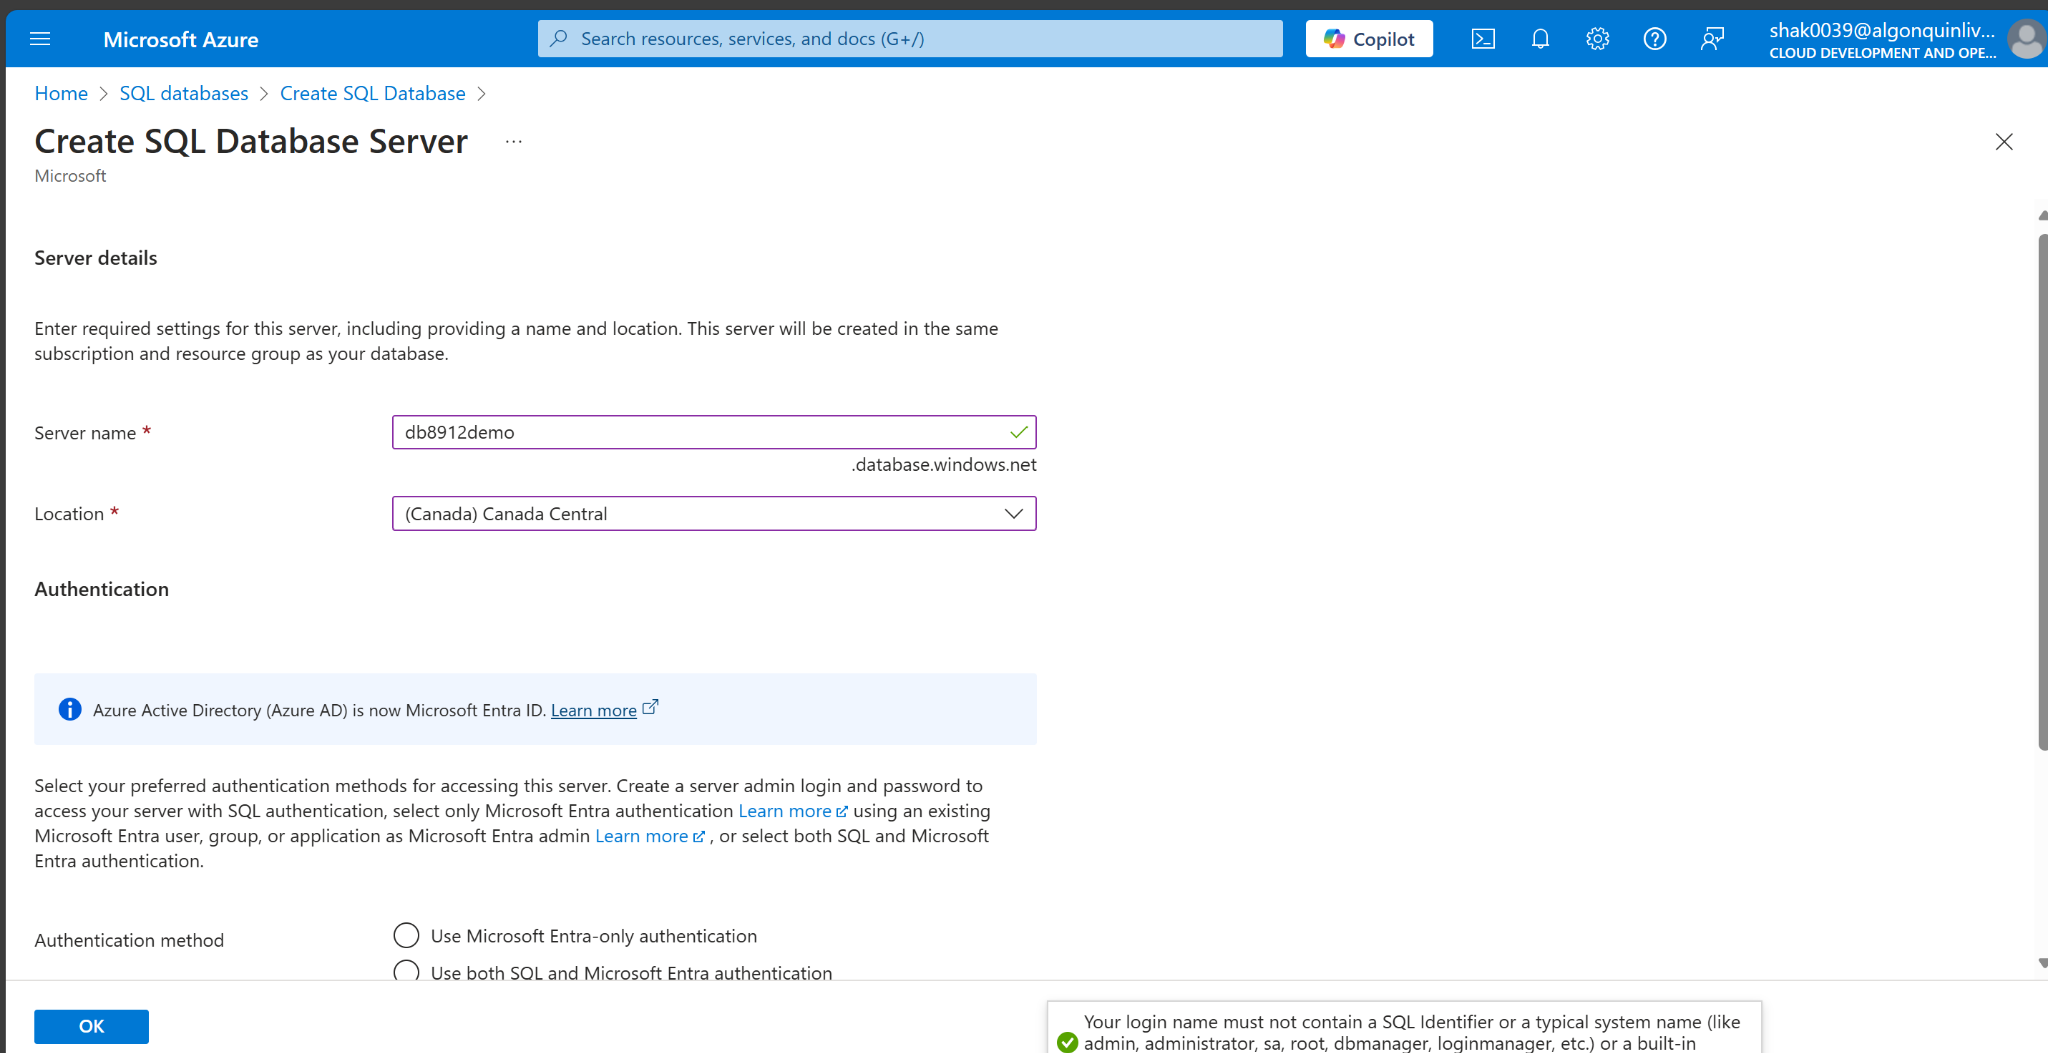 Microsoft Azure
Search resources, services, and docs (G+/)
Copilot
shak0039@algonquinliv...
CLOUD DEVELOPMENT AND OPE...
Home > SQL databases > Create SQL Database >
Create SQL Database Server ...
Microsoft
Server details
Enter required settings for this server, including providing a name and location. This server will be created in the same
subscription and resource group as your database.
Server name *
db8912demo
.database.windows.net
Location *
(Canada) Canada Central
Authentication
Azure Active Directory (Azure AD) is now Microsoft Entra ID. Learn more
Select your preferred authentication methods for accessing this server. Create a server admin login and password to
access your server with SQL authentication, select only Microsoft Entra authentication Learn more using an existing
Microsoft Entra user, group, or application as Microsoft Entra admin Learn more , or select both SQL and Microsoft
Entra authentication.
Authentication method
Use Microsoft Entra-only authentication
Use both SQL and Microsoft Entra authentication
OK
Your login name must not contain a SQL Identifier or a typical system name (like
admin, administrator, sa, root, dbmanager, loginmanager, etc.) or a built-in